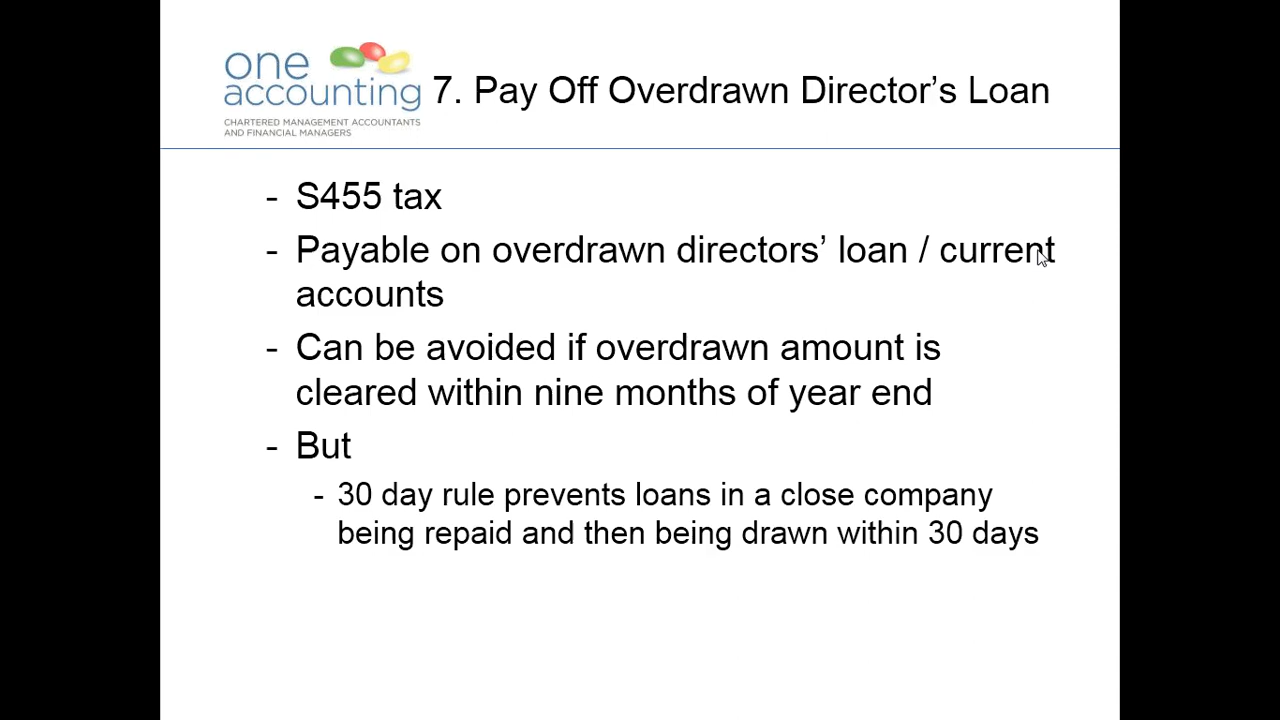 one
accounting
CHARTERED MANAGEMENT ACCOUNTANTS
AND FINANCIAL MANAGERS
7. Pay Off Overdrawn Director’s Loan
- S455 tax
- Payable on overdrawn directors’ loan / current
accounts
- Can be avoided if overdrawn amount is
cleared within nine months of year end
- But
- 30 day rule prevents loans in a close company
being repaid and then being drawn within 30 days